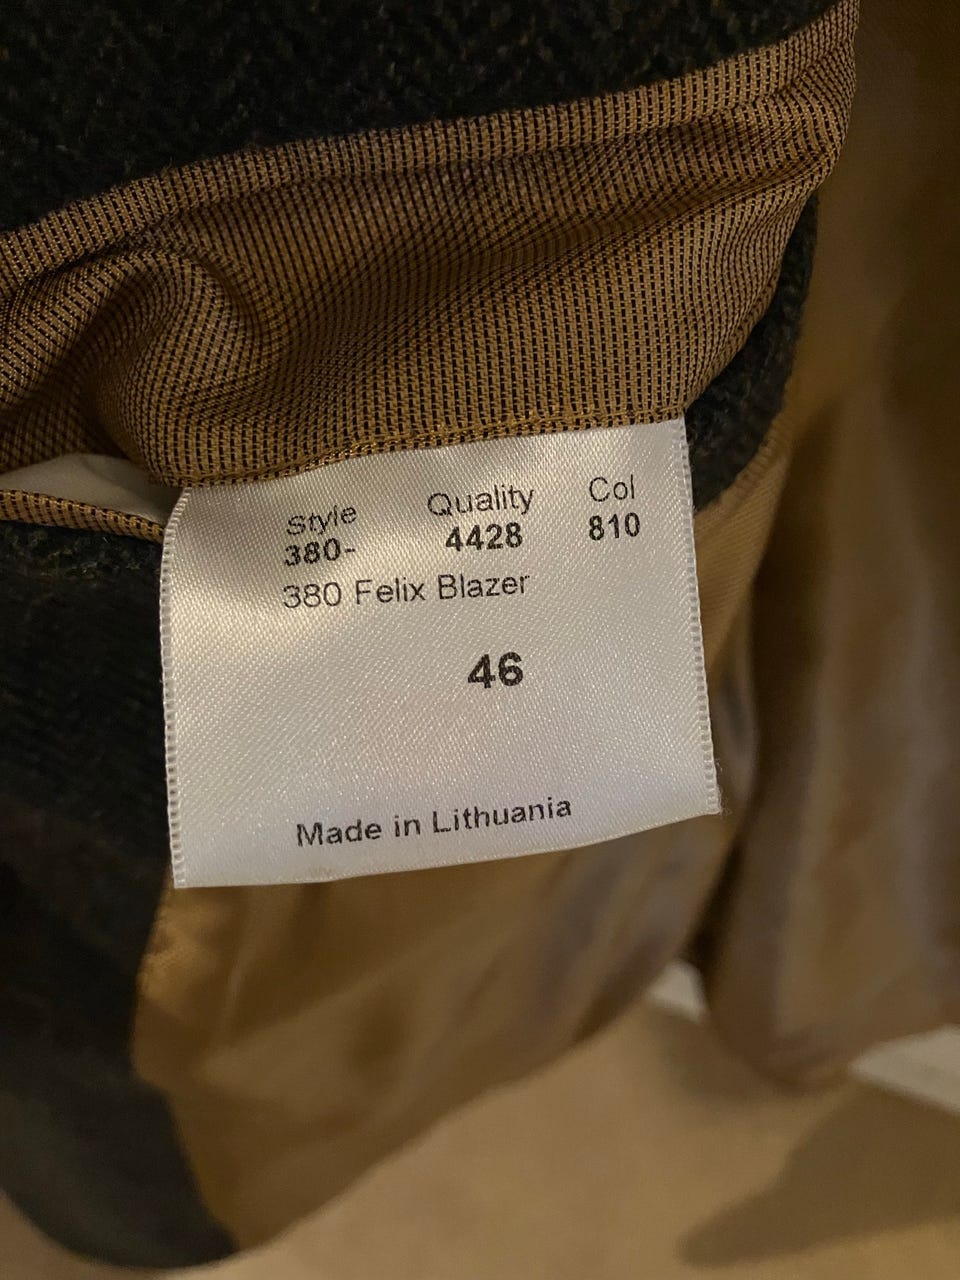 Style Quality Col
380- 4428 810
380 Felix Blazer
46
Made in Lithuania